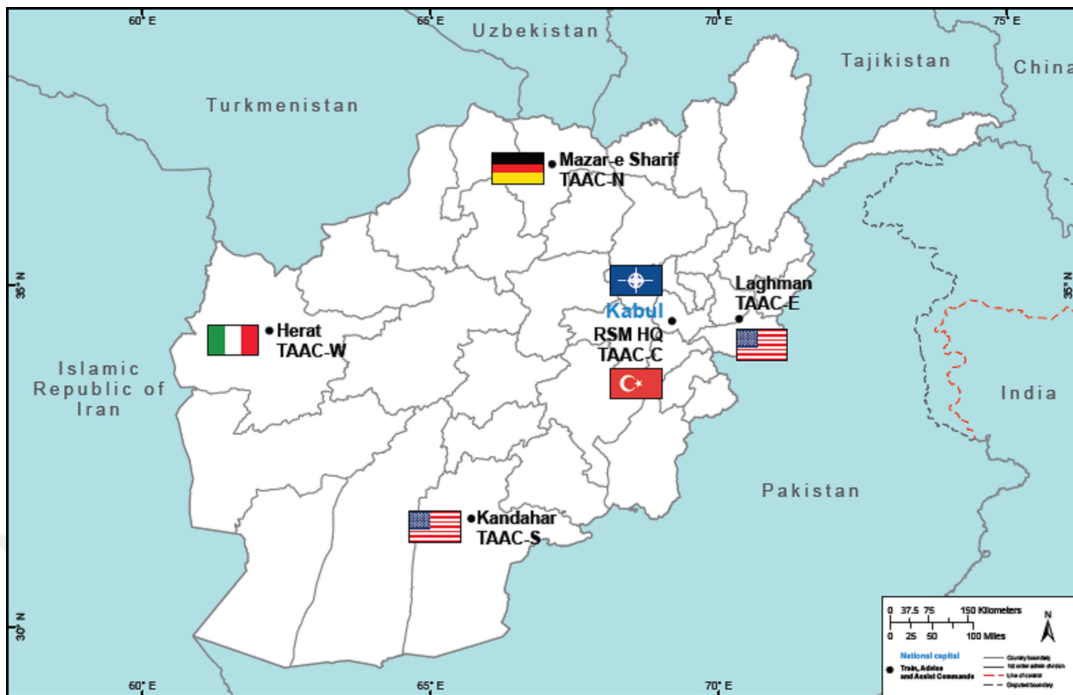 60° E
65° E
70° E
75° E
Uzbekistan
Tajikistan
China
Turkmenistan
Mazar-e Sharif
TAAC-N
35° N
35° N
Laghman
TAAC-E
Kabul
RSM HQ
TAAC-C
Herat
TAAC-W
Islamic
Republic of
Iran
India
Pakistan
Kandahar
TAAC-S
30° N
0 37.5 75 150 Kilometers
0 25 50 100 Miles
N
National capital
Train, Advise
and Assist Commands
Country boundary
1st order admin division
Line of control
Disputed boundary
60° E
65° E
70° E